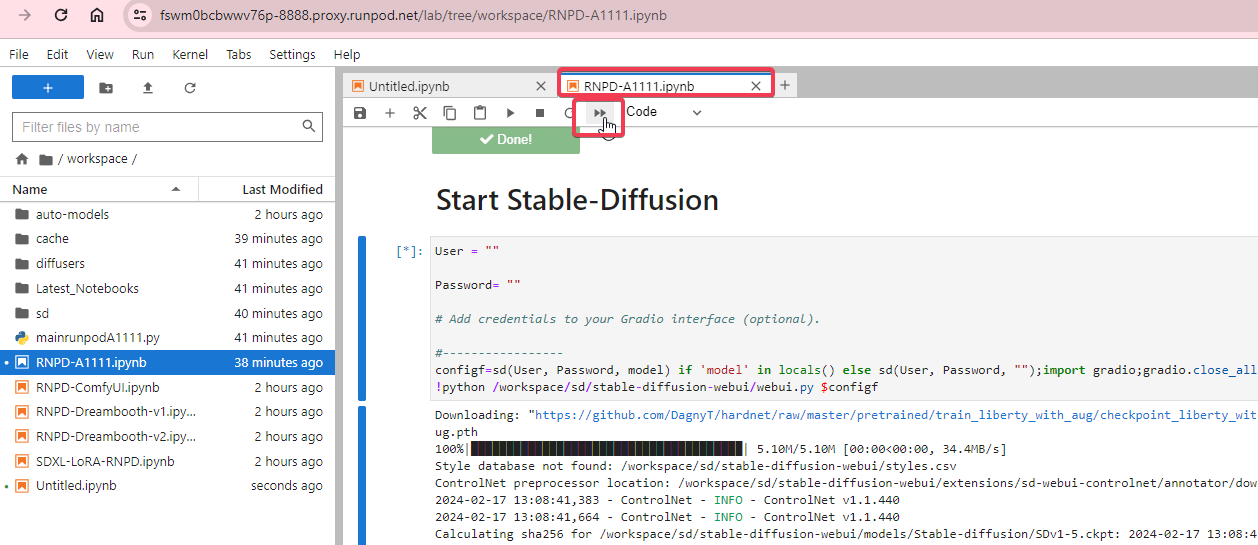 fswm0bcbwwv76p-8888.proxy.runpod.net/lab/tree/workspace/RNPD-A1111.ipynb
File Edit View Run Kernel Tabs Settings Help
+
Filter files by name
/ workspace /
Name Last Modified
auto-models 2 hours ago
cache 39 minutes ago
diffusers 41 minutes ago
Latest_Notebooks 41 minutes ago
sd 40 minutes ago
mainrunpodA1111.py 41 minutes ago
RNPD-A1111.ipynb 38 minutes ago
RNPD-ComfyUI.ipynb 2 hours ago
RNPD-Dreambooth-v1.ipy... 2 hours ago
RNPD-Dreambooth-v2.ipy... 2 hours ago
SDXL-LoRA-RNPD.ipynb 2 hours ago
Untitled.ipynb seconds ago
Untitled.ipynb RNPD-A1111.ipynb
Code
Done!
Start Stable-Diffusion
[*]:
User = ""
Password= ""
# Add credentials to your Gradio interface (optional).
#----------------
configf=sd(User, Password, model) if 'model' in locals() else sd(User, Password, "");import gradio;gradio.close_all
!python /workspace/sd/stable-diffusion-webui/webui.py $configf
Downloading: "https://github.com/DagnyT/hardnet/raw/master/pretrained/train_liberty_with_aug/checkpoint_liberty_wit
ug.pth
100%| | 5.10M/5.10M [00:00<00:00, 34.4MB/s]
Style database not found: /workspace/sd/stable-diffusion-webui/styles.csv
ControlNet preprocessor location: /workspace/sd/stable-diffusion-webui/extensions/sd-webui-controlnet/annotator/dow
2024-02-17 13:08:41,383 - ControlNet - INFO - ControlNet v1.1.440
2024-02-17 13:08:41,664 - ControlNet - INFO - ControlNet v1.1.440
Calculating sha256 for /workspace/sd/stable-diffusion-webui/models/Stable-diffusion/SDv1-5.ckpt: 2024-02-17 13:08:4